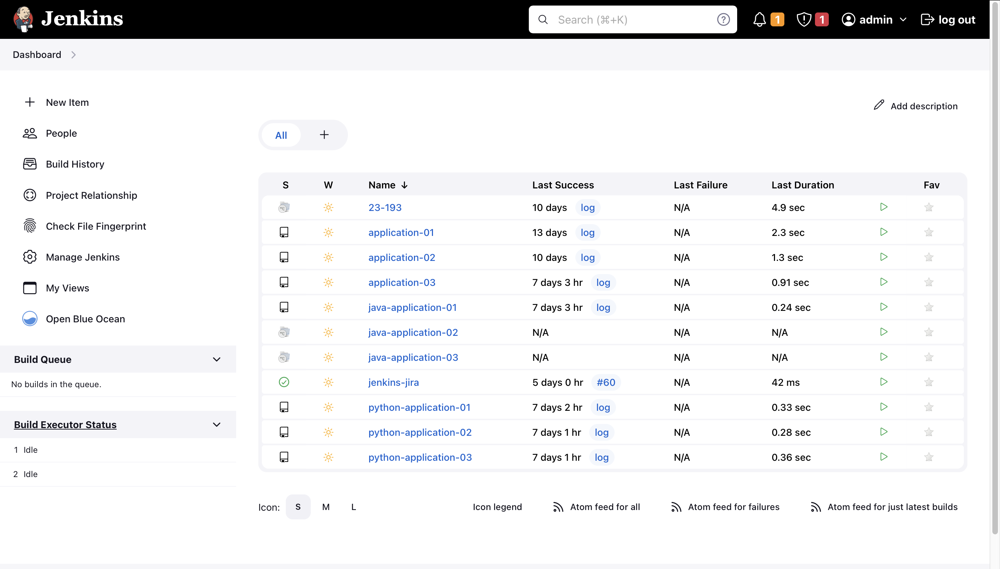 Jenkins
Search (⌘+K)
1
1
admin
log out
Dashboard
New Item
People
Build History
Project Relationship
Check File Fingerprint
Manage Jenkins
My Views
Open Blue Ocean
Build Queue
No builds in the queue.
Build Executor Status
1 Idle
2 Idle
Add description
All +
S W Name ↓ Last Success Last Failure Last Duration Fav
23-193 10 days log N/A 4.9 sec
application-01 13 days log N/A 2.3 sec
application-02 10 days log N/A 1.3 sec
application-03 7 days 3 hr log N/A 0.91 sec
java-application-01 7 days 3 hr log N/A 0.24 sec
java-application-02 N/A N/A N/A
java-application-03 N/A N/A N/A
jenkins-jira 5 days 0 hr #60 N/A 42 ms
python-application-01 7 days 2 hr log N/A 0.33 sec
python-application-02 7 days 1 hr log N/A 0.28 sec
python-application-03 7 days 1 hr log N/A 0.36 sec
Icon: S M L Icon legend Atom feed for all Atom feed for failures Atom feed for just latest builds